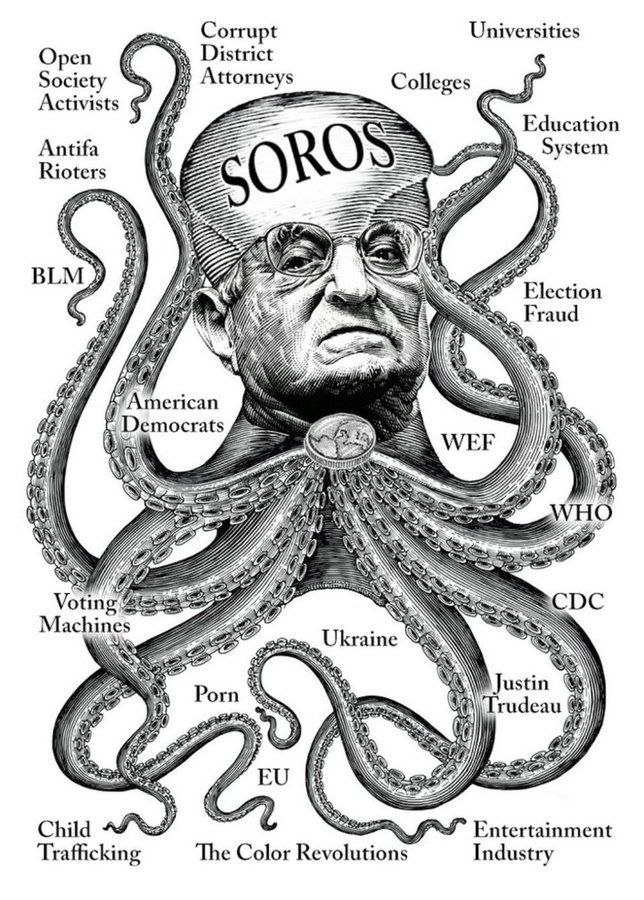 Corrupt
District
Attorneys
Universities
Open
Society
Activists
Colleges
Education
System
Antifa
Rioters
SOROS
BLM
Election
Fraud
American
Democrats
WEF
WHO
Voting
Machines
CDC
Ukraine
Porn
Justin
Trudeau
EU
Child
Trafficking
The Color Revolutions
Entertainment
Industry